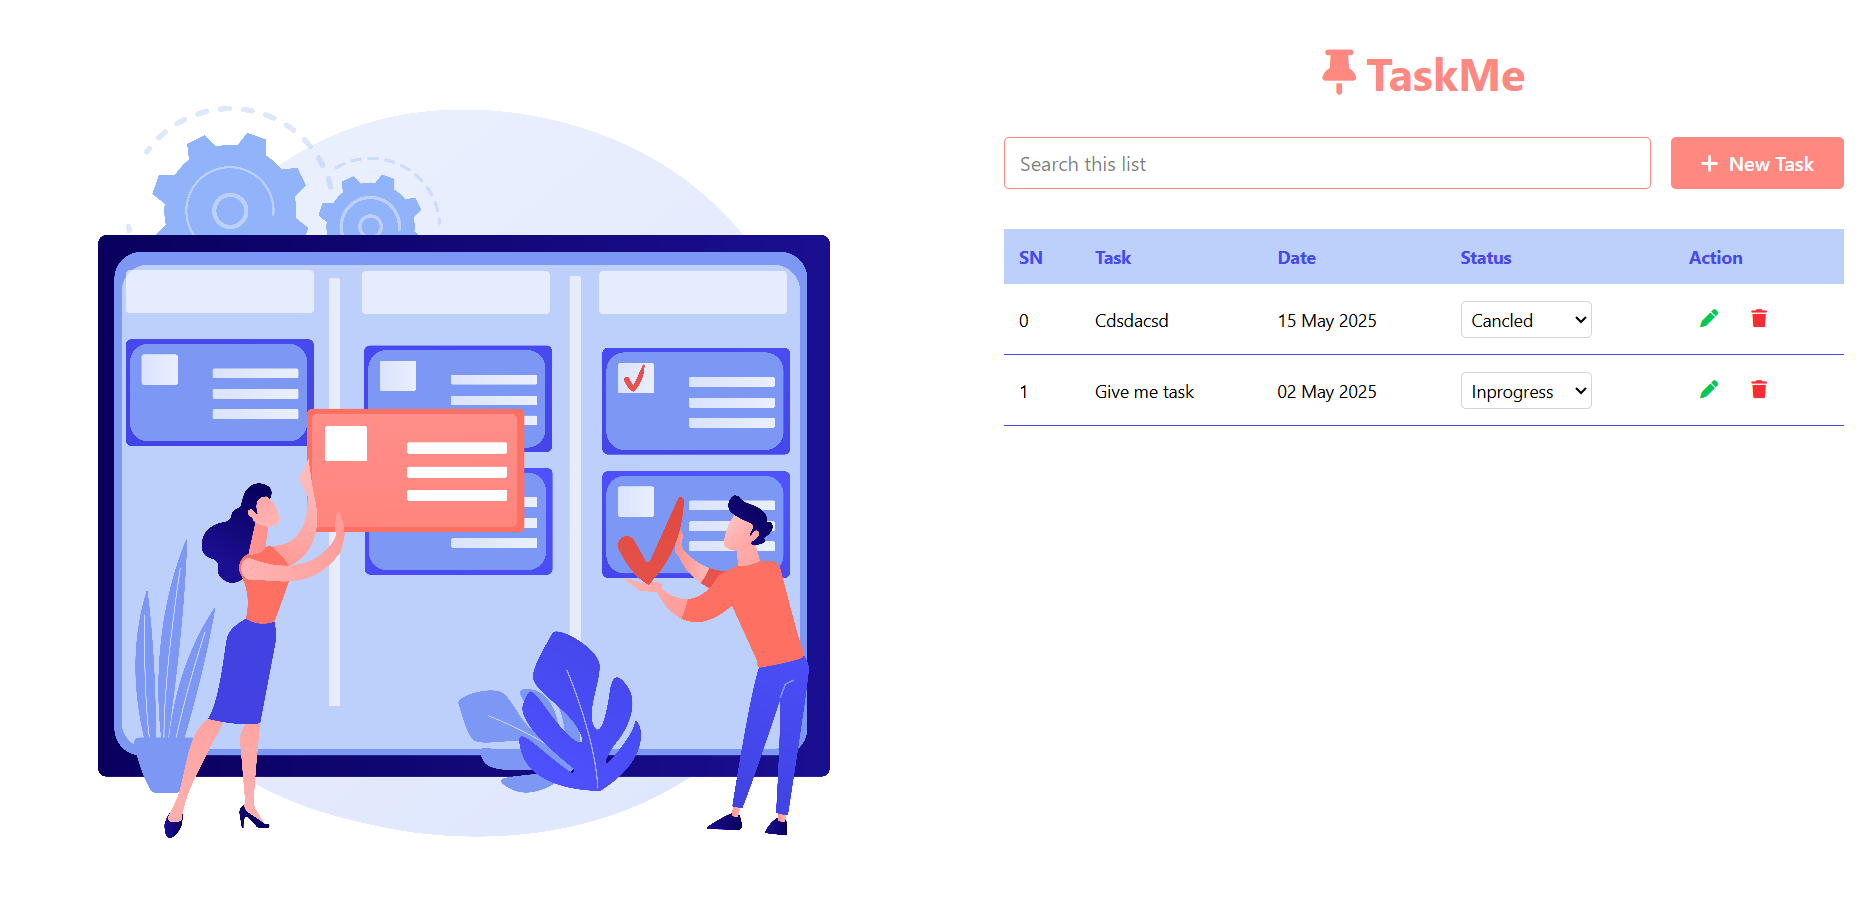 TaskMe
Search this list
New Task
SN Task Date Status Action
0 Cdsdacsd 15 May 2025 Cancled
1 Give me task 02 May 2025 Inprogress